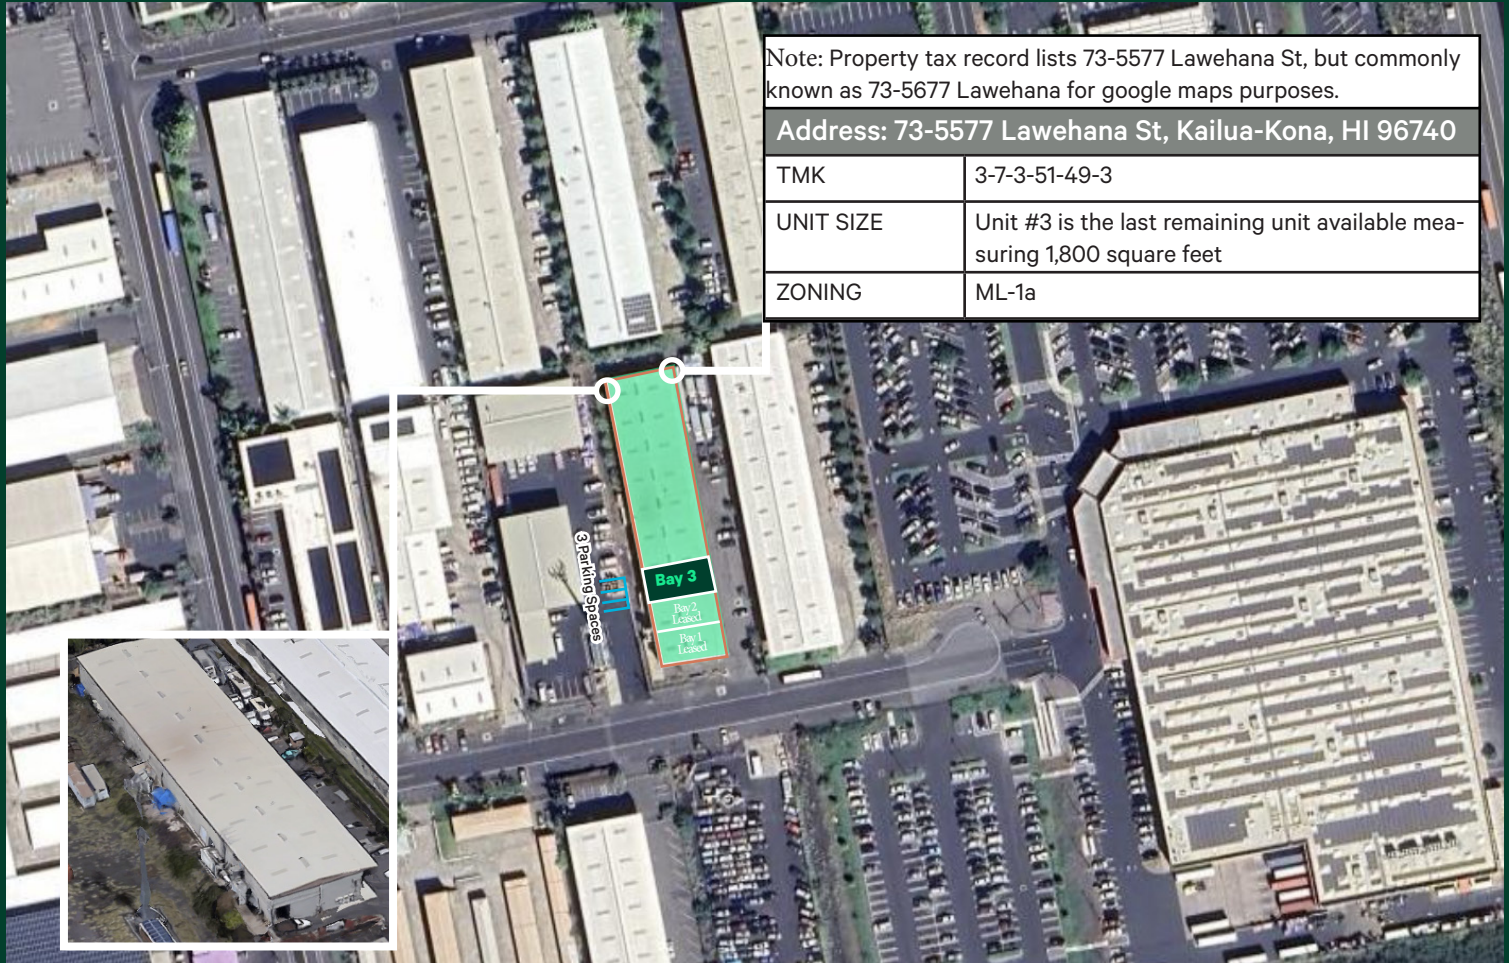 Note: Property tax record lists 73-5577 Lawehana St, but commonly
known as 73-5677 Lawehana for google maps purposes.
Address: 73-5577 Lawehana St, Kailua-Kona, HI 96740
TMK 3-7-3-51-49-3
UNIT SIZE Unit #3 is the last remaining unit available mea-
suring 1,800 square feet
ZONING ML-1a
3 Parking Spaces
Bay 3
Bay 2
Leased
Bay 1
Leased